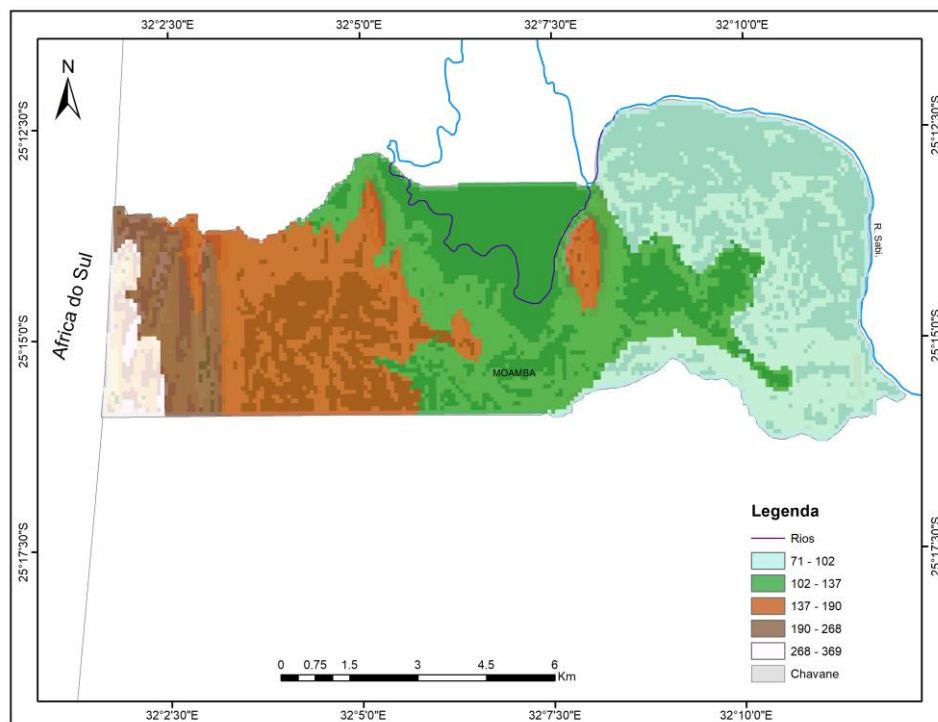 32°2'30"E 32°5'0"E 32°7'30"E 32°10'0"E
N
25°12'30"S 25°12'30"S
Africa do Sul
R. Sabi.
25°15'0"S 25°15'0"S
MOAMBA
25°17'30"S 25°17'30"S
Legenda
Rios
71 - 102
102 - 137
137 - 190
190 - 268
268 - 369
Chavane
0 0.75 1.5 3 4.5 6
Km
32°2'30"E 32°5'0"E 32°7'30"E 32°10'0"E